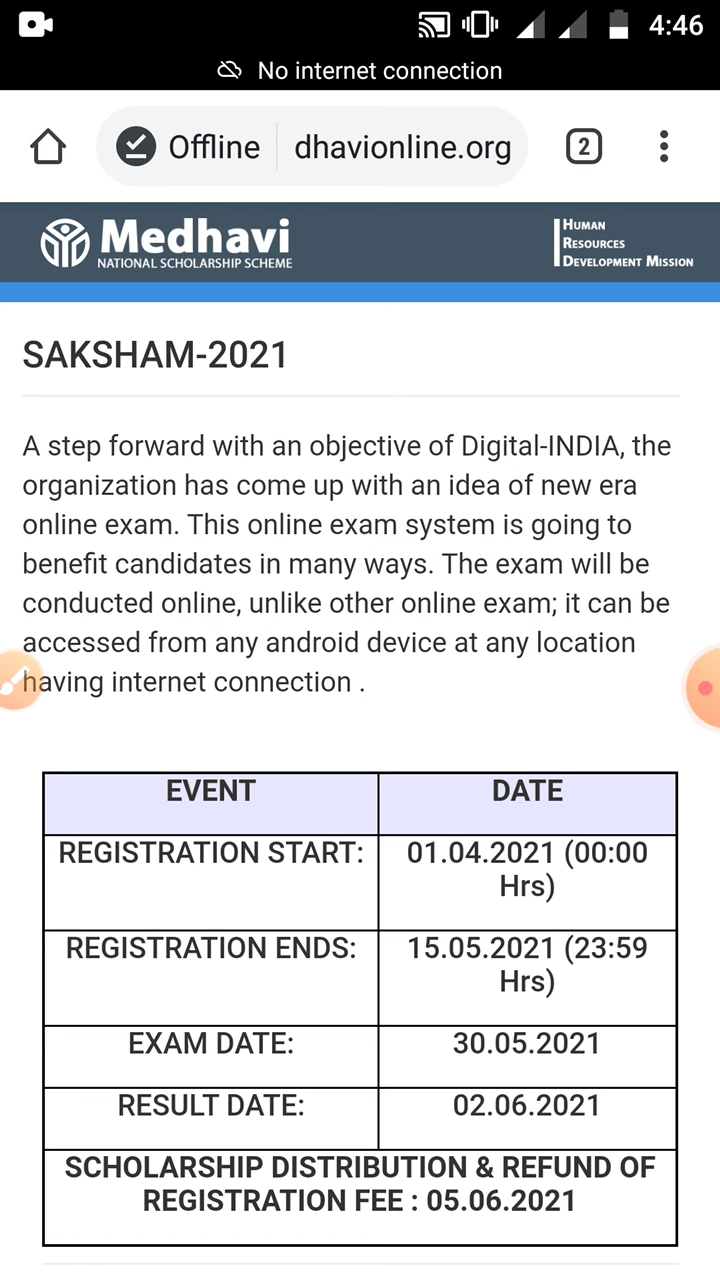 4:46
No internet connection
Offline dhavionline.org 2
Medhavi
NATIONAL SCHOLARSHIP SCHEME
HUMAN
RESOURCES
DEVELOPMENT MISSION
SAKSHAM-2021
A step forward with an objective of Digital-INDIA, the
organization has come up with an idea of new era
online exam. This online exam system is going to
benefit candidates in many ways. The exam will be
conducted online, unlike other online exam; it can be
accessed from any android device at any location
having internet connection .
EVENT DATE
REGISTRATION START: 01.04.2021 (00:00
Hrs)
REGISTRATION ENDS: 15.05.2021 (23:59
Hrs)
EXAM DATE: 30.05.2021
RESULT DATE: 02.06.2021
SCHOLARSHIP DISTRIBUTION & REFUND OF
REGISTRATION FEE : 05.06.2021